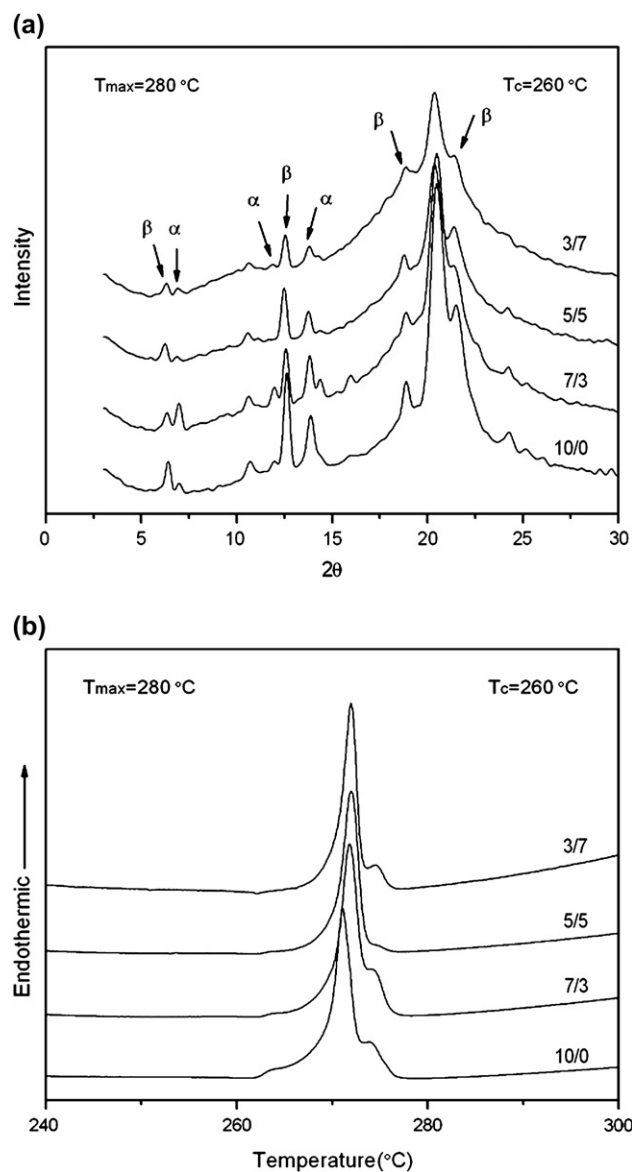 (a)
Tmax=280 °C
Tc=260 °C
β
β
β
α
α
α
β
3/7
5/5
7/3
10/0
Intensity
0
5
10
15
20
25
30
2θ
(b)
Tmax=280 °C
Tc=260 °C
3/7
5/5
7/3
10/0
Endothermic
240
260
280
300
Temperature(°C)